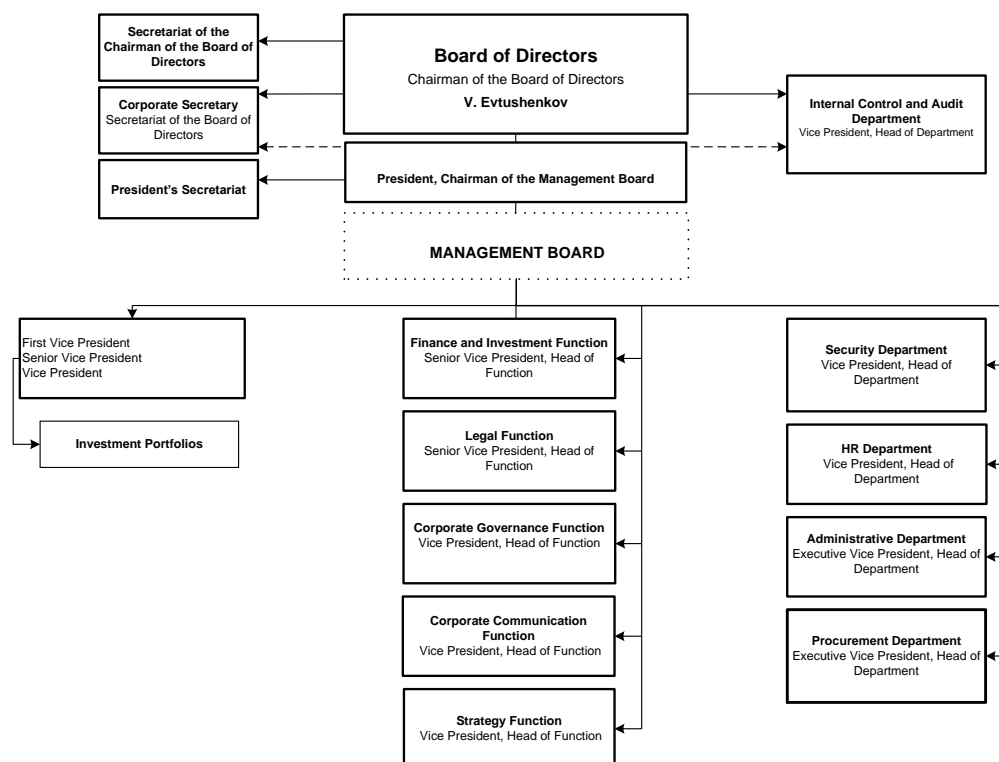 Secretariat of the
Chairman of the Board of
Directors
Board of Directors
Chairman of the Board of Directors
V. Evtushenkov
Corporate Secretary
Secretariat of the Board of
Directors
Internal Control and Audit
Department
Vice President, Head of Department
President's Secretariat
President, Chairman of the Management Board
MANAGEMENT BOARD
First Vice President
Senior Vice President
Vice President
Investment Portfolios
Finance and Investment Function
Senior Vice President, Head of
Function
Legal Function
Senior Vice President, Head of
Function
Corporate Governance Function
Vice President, Head of Function
Corporate Communication
Function
Vice President, Head of Function
Strategy Function
Vice President, Head of Function
Security Department
Vice President, Head of
Department
HR Department
Vice President, Head of
Department
Administrative Department
Executive Vice President, Head of
Department
Procurement Department
Executive Vice President, Head of
Department